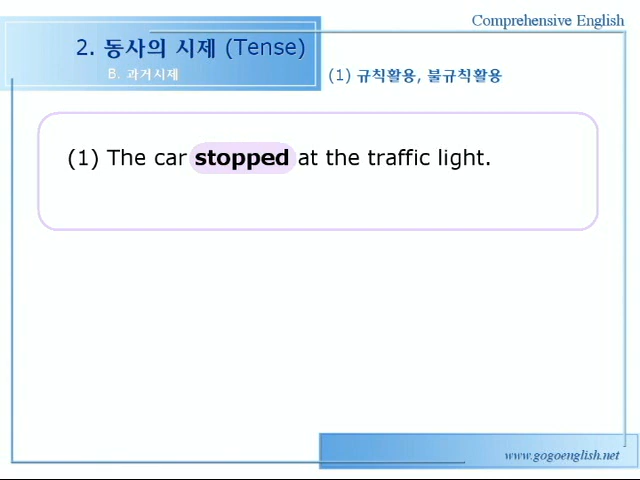 Comprehensive English
2. 동사의 시제 (Tense)
B. 과거시제
(1) 규칙활용, 불규칙활용
(1) The car stopped at the traffic light.
www.gogoenglish.net